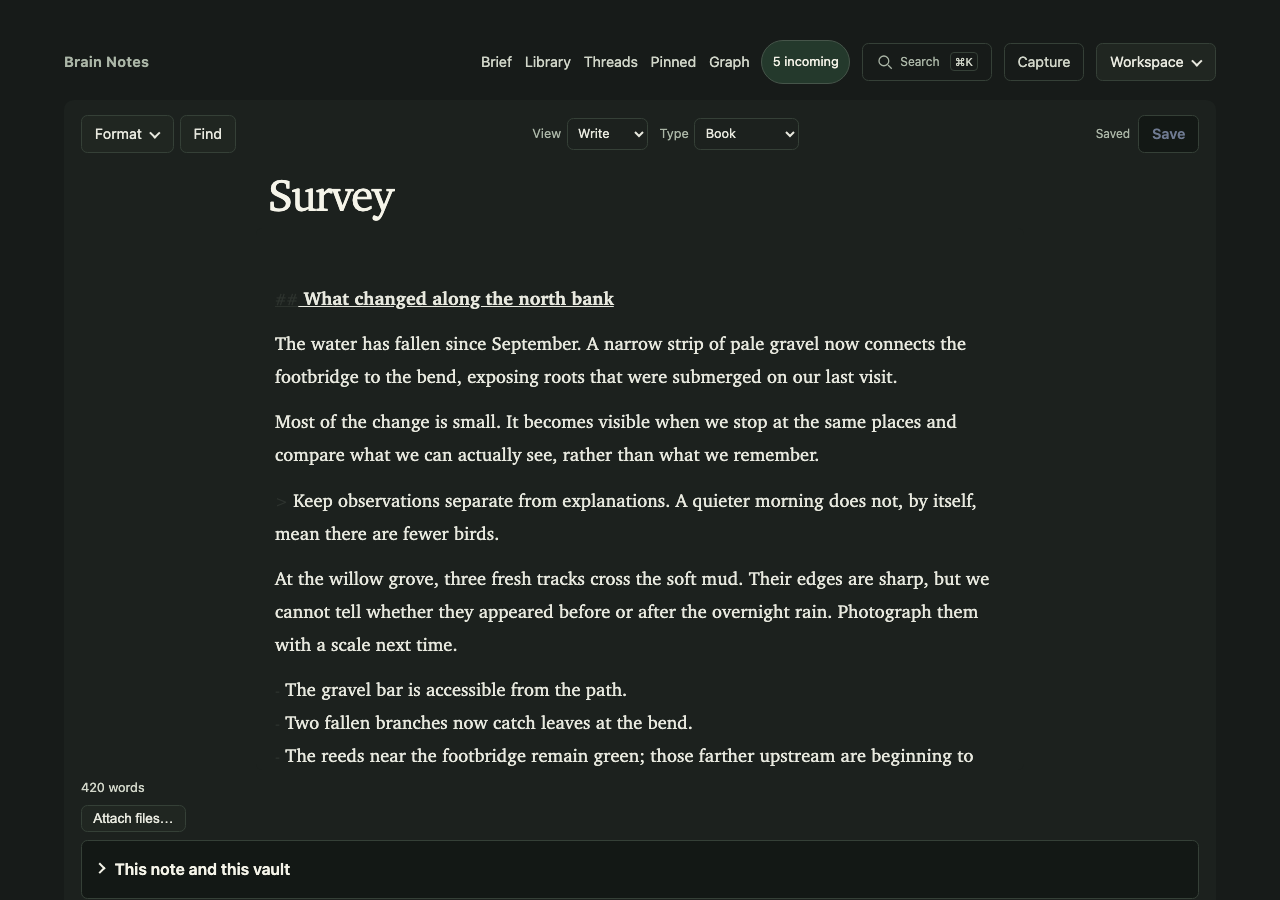 Brain Notes
Brief Library Threads Pinned Graph 5 incoming Search ⌘K Capture Workspace
Format Find View Write Type Book Saved Save
Survey
## What changed along the north bank
The water has fallen since September. A narrow strip of pale gravel now connects the
footbridge to the bend, exposing roots that were submerged on our last visit.
Most of the change is small. It becomes visible when we stop at the same places and
compare what we can actually see, rather than what we remember.
> Keep observations separate from explanations. A quieter morning does not, by itself,
mean there are fewer birds.
At the willow grove, three fresh tracks cross the soft mud. Their edges are sharp, but we
cannot tell whether they appeared before or after the overnight rain. Photograph them
with a scale next time.
- The gravel bar is accessible from the path.
- Two fallen branches now catch leaves at the bend.
- The reeds near the footbridge remain green; those farther upstream are beginning to
420 words
Attach files…
This note and this vault